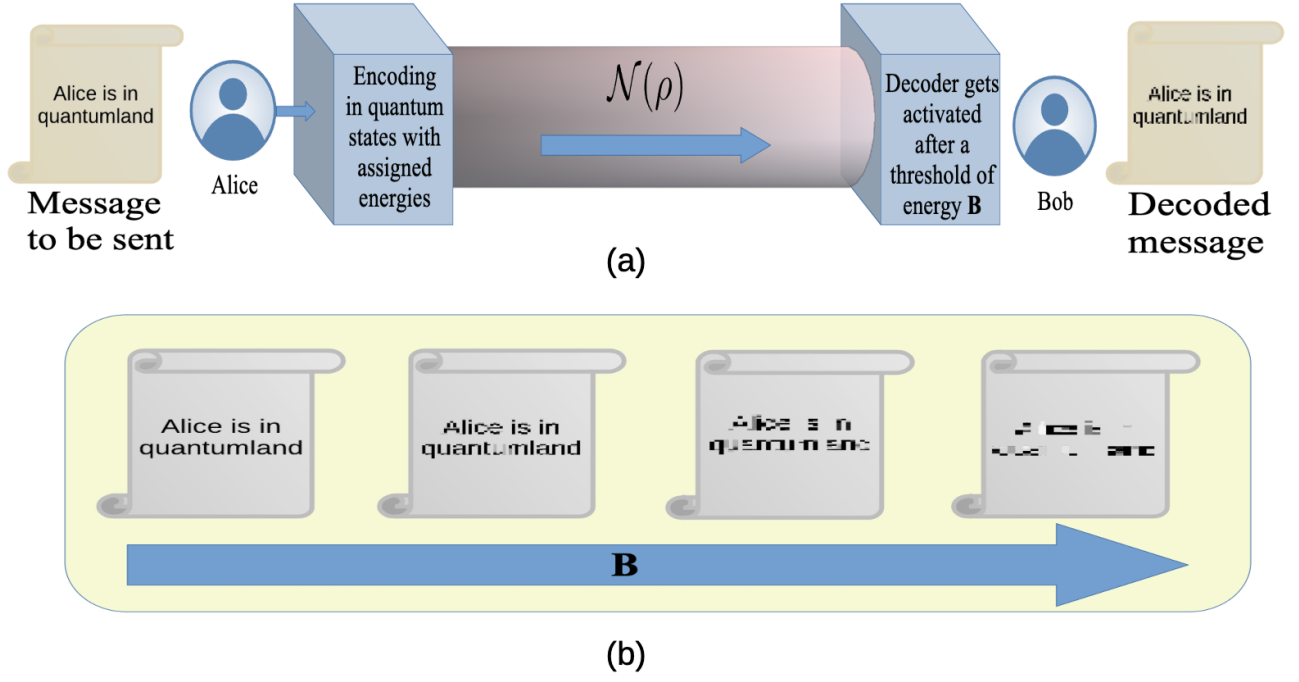 Alice is in
quantumland
Message
to be sent
Alice
Encoding
in quantum
states with
assigned
energies
𝒩(ρ)
Decoder gets
activated
after a
threshold of
energy B
Bob
Alice is in
quantumland
Decoded
message
(a)
Alice is in
quantumland
Alice is in
quantumland
B
(b)